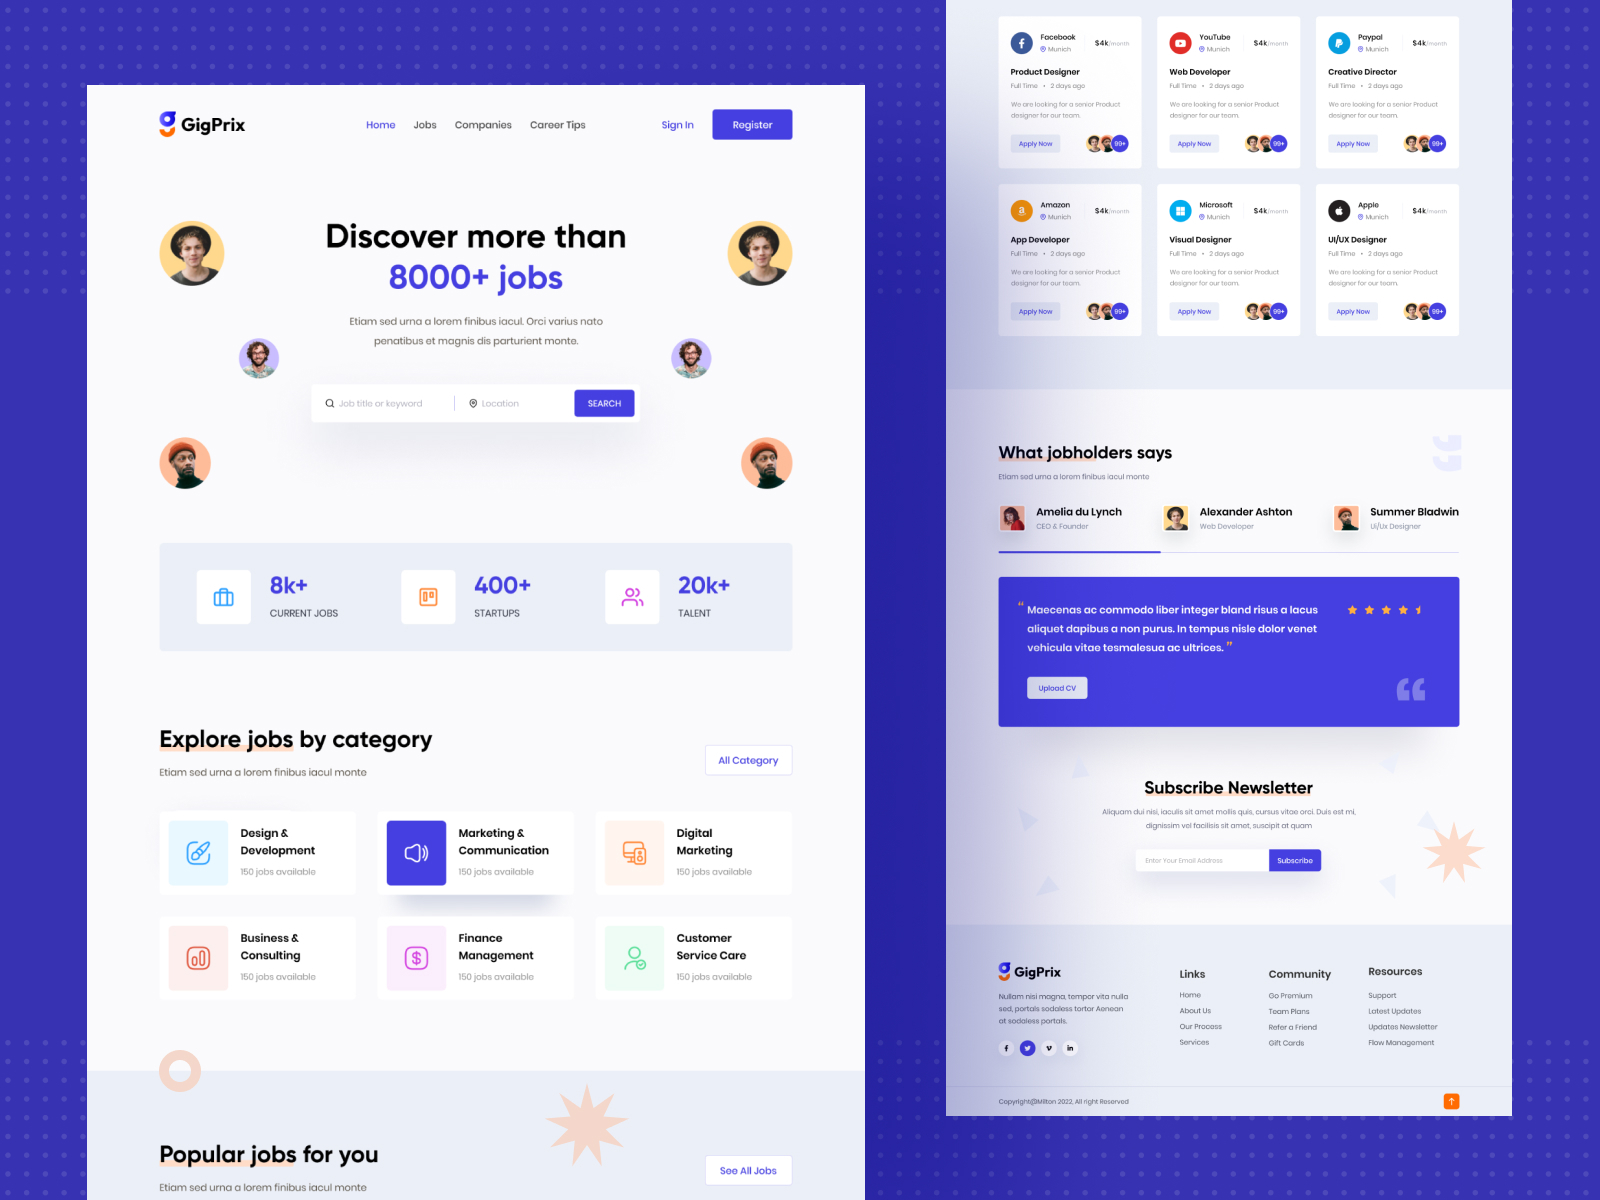 GigPrix
Home Jobs Companies Career Tips
Sign In Register
Discover more than
8000+ jobs
Etiam sed urna a lorem finibus iacul. Orci varius nato
penatibus et magnis dis parturient monte.
Job title or keyword Location SEARCH
8k+
CURRENT JOBS
400+
STARTUPS
20k+
TALENT
Explore jobs by category
Etiam sed urna a lorem finibus iacul monte
All Category
Design &
Development
150 jobs available
Marketing &
Communication
150 jobs available
Digital
Marketing
150 jobs available
Business &
Consulting
150 jobs available
Finance
Management
150 jobs available
Customer
Service Care
150 jobs available
Popular jobs for you
Etiam sed urna a lorem finibus iacul monte
See All Jobs
Facebook
Munich
$4k/month
Product Designer
Full Time • 2 days ago
We are looking for a senior Product
designer for our team.
Apply Now 99+
YouTube
Munich
$4k/month
Web Developer
Full Time • 2 days ago
We are looking for a senior Product
designer for our team.
Apply Now 99+
Paypal
Munich
$4k/month
Creative Director
Full Time • 2 days ago
We are looking for a senior Product
designer for our team.
Apply Now 99+
Amazon
Munich
$4k/month
App Developer
Full Time • 2 days ago
We are looking for a senior Product
designer for our team.
Apply Now 99+
Microsoft
Munich
$4k/month
Visual Designer
Full Time • 2 days ago
We are looking for a senior Product
designer for our team.
Apply Now 99+
Apple
Munich
$4k/month
UI/UX Designer
Full Time • 2 days ago
We are looking for a senior Product
designer for our team.
Apply Now 99+
What jobholders says
Etiam sed urna a lorem finibus iacul monte
Amelia du Lynch
CEO & Founder
Alexander Ashton
Web Developer
Summer Bladwin
Ui/Ux Designer
“ Maecenas ac commodo liber integer bland risus a lacus
aliquet dapibus a non purus. In tempus nisle dolor venet
vehicula vitae tesmalesua ac ultrices. ”
Upload CV
Subscribe Newsletter
Aliquam dui nisi, iaculis sit amet mollis quis, cursus vitae orci. Duis est mi,
dignissim vel facilisis sit amet, suscipit at quam
Enter Your Email Address Subscribe
GigPrix
Nullam nisi magna, tempor vita nulla
sed, portals sodaless tortor Aenean
at sodaless portals.
Links
Home
About Us
Our Process
Services
Community
Go Premium
Team Plans
Refer a Friend
Gift Cards
Resources
Support
Latest Updates
Updates Newsletter
Flow Management
Copyright@Milton 2022, All right Reserved